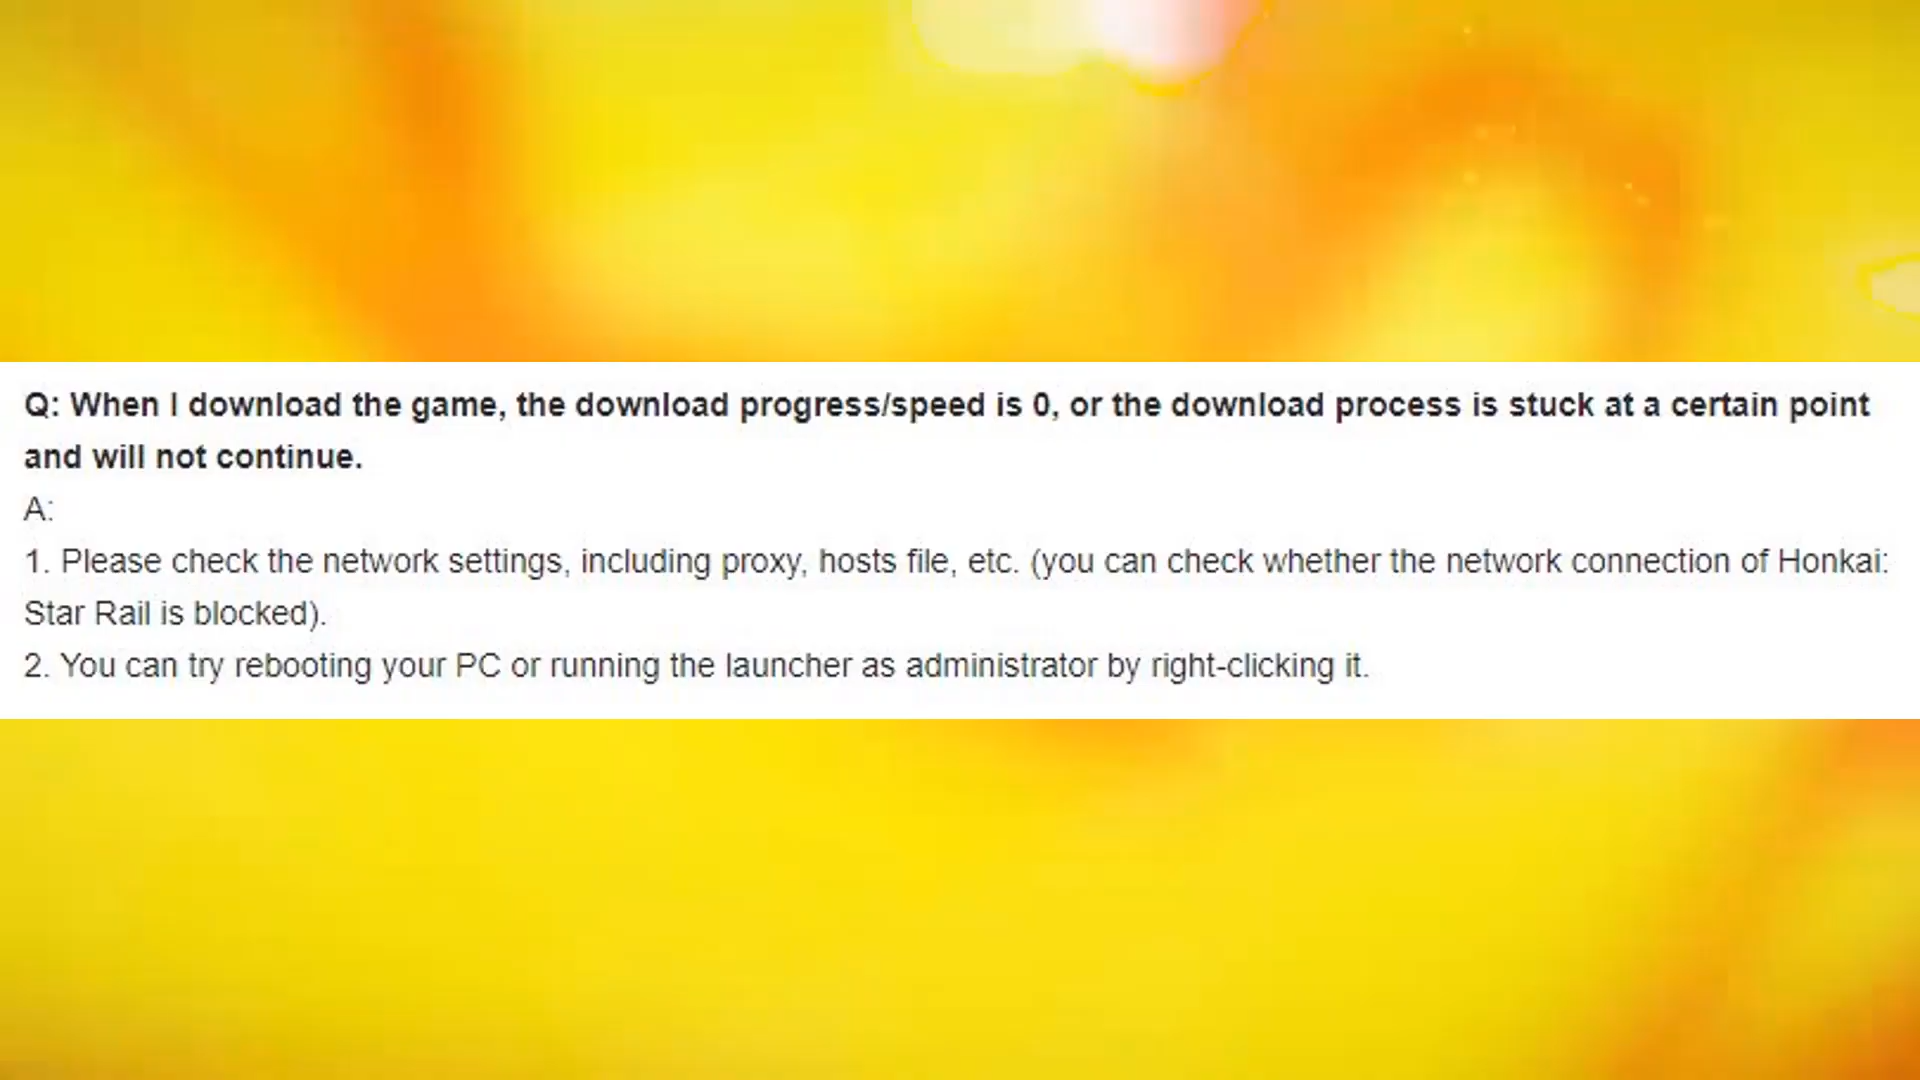 Q: When I download the game, the download progress/speed is 0, or the download process is stuck at a certain point
and will not continue.
A:
1. Please check the network settings, including proxy, hosts file, etc. (you can check whether the network connection of Honkai:
Star Rail is blocked).
2. You can try rebooting your PC or running the launcher as administrator by right-clicking it.